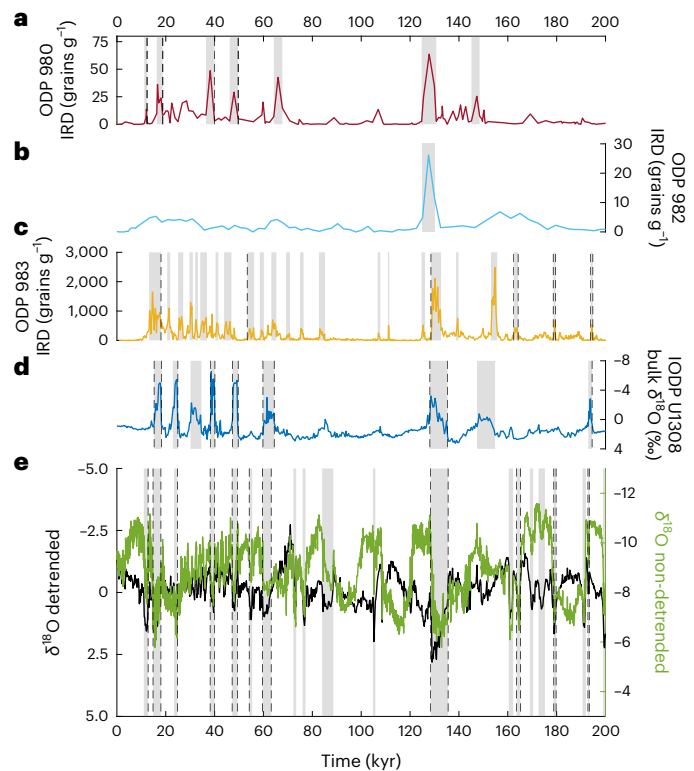 a
0 20 40 60 80 100 120 140 160 180 200
75
50
25
0
ODP 980
IRD (grains g⁻¹)
b
30
20
10
0
ODP 982
IRD (grains g⁻¹)
c
3,000
2,000
1,000
0
ODP 983
IRD (grains g⁻¹)
d
–8
–4
0
4
IODP U1308
bulk δ¹⁸O (‰)
e
–5.0
–2.5
0
2.5
5.0
δ¹⁸O detrended
–12
–10
–8
–6
–4
δ¹⁸O non-detrended
0 20 40 60 80 100 120 140 160 180 200
Time (kyr)